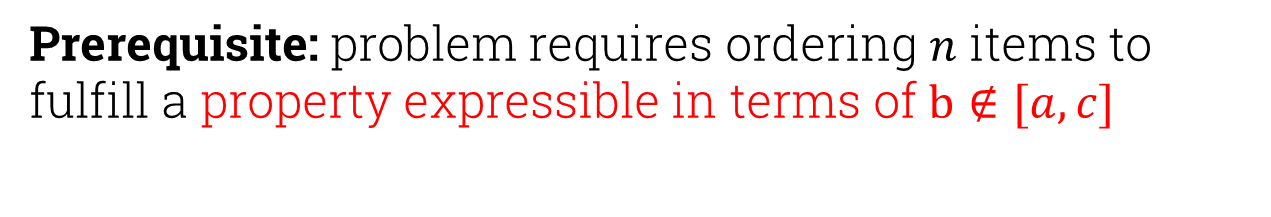 Prerequisite: problem requires ordering n items to
fulfill a property expressible in terms of b ∉ [a, c]